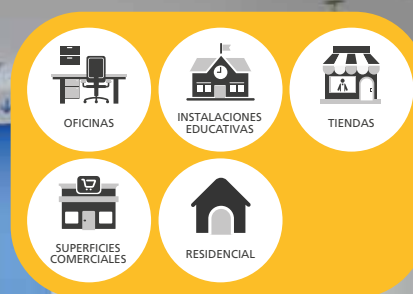 OFICINAS
INSTALACIONES
EDUCATIVAS
TIENDAS
SUPERFICIES
COMERCIALES
RESIDENCIAL